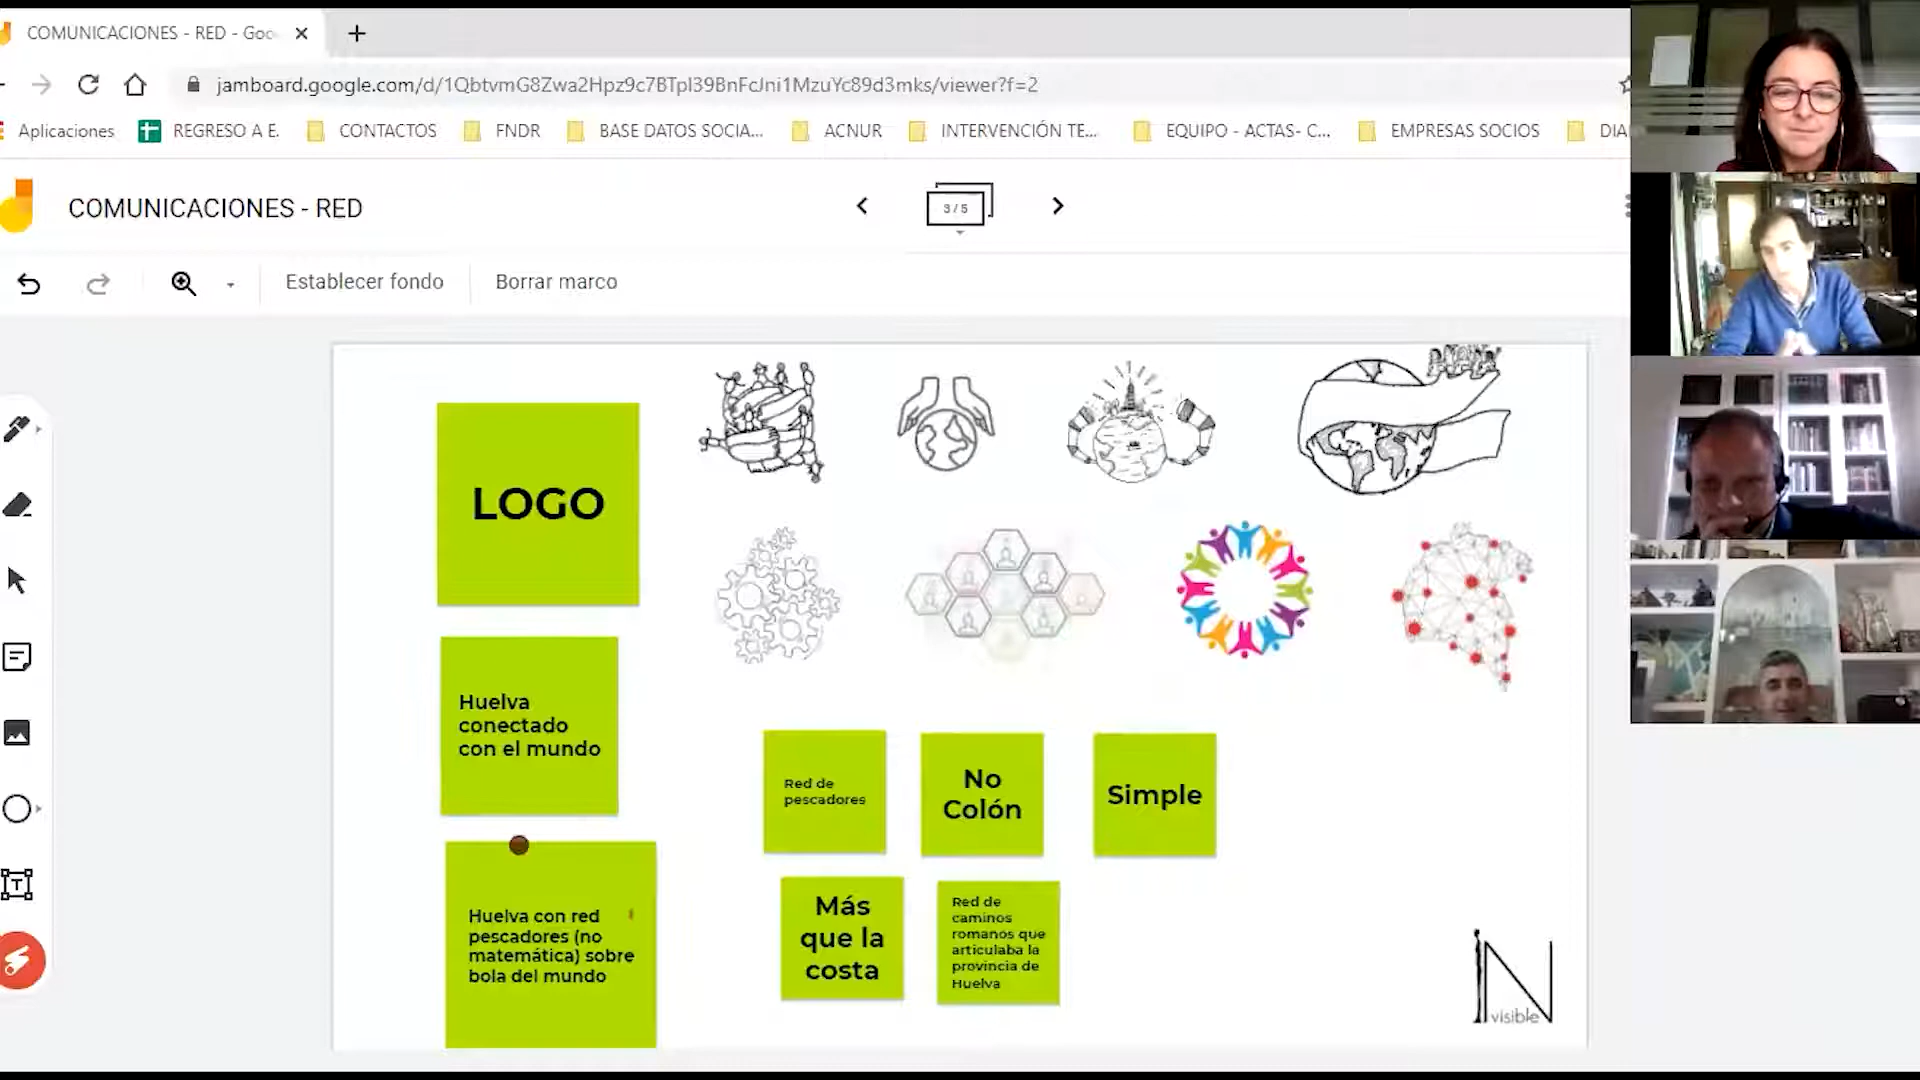 COMUNICACIONES - RED - Goo
jamboard.google.com/d/1QbtvmG8Zwa2Hpz9c7BTpI39BnFcJni1MzuYc89d3mks/viewer?f=2
Aplicaciones
REGRESO A E.
CONTACTOS
FNDR
BASE DATOS SOCIA...
ACNUR
INTERVENCIÓN TE...
EQUIPO - ACTAS- C...
EMPRESAS SOCIOS
DIA
COMUNICACIONES - RED
3 / 5
Establecer fondo
Borrar marco
LOGO
Huelva
conectado
con el mundo
Red de
pescadores
No
Colón
Simple
Huelva con red
pescadores (no
matemática) sobre
bola del mundo
Más
que la
costa
Red de
caminos
romanos que
articulaba la
provincia de
Huelva
IN
visible